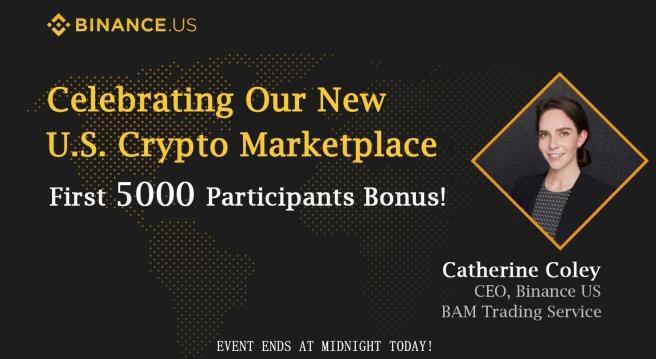 BINANCE.US
Celebrating Our New
U.S. Crypto Marketplace
First 5000 Participants Bonus!
Catherine Coley
CEO, Binance US
BAM Trading Service
EVENT ENDS AT MIDNIGHT TODAY!